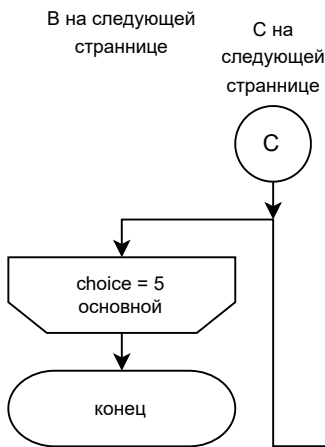 В на следующей
страннице
С на
следующей
страннице
С
choice = 5
основной
конец